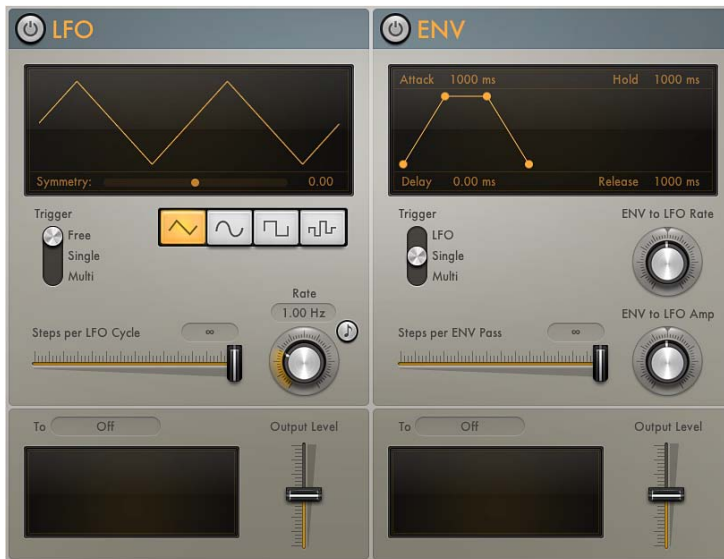 LFO
Symmetry: 0.00
Trigger
Free
Single
Multi
Rate
1.00 Hz
Steps per LFO Cycle ∞
To Off
Output Level
ENV
Attack 1000 ms Hold 1000 ms
Delay 0.00 ms Release 1000 ms
Trigger
LFO
Single
Multi
ENV to LFO Rate
ENV to LFO Amp
Steps per ENV Pass ∞
To Off
Output Level